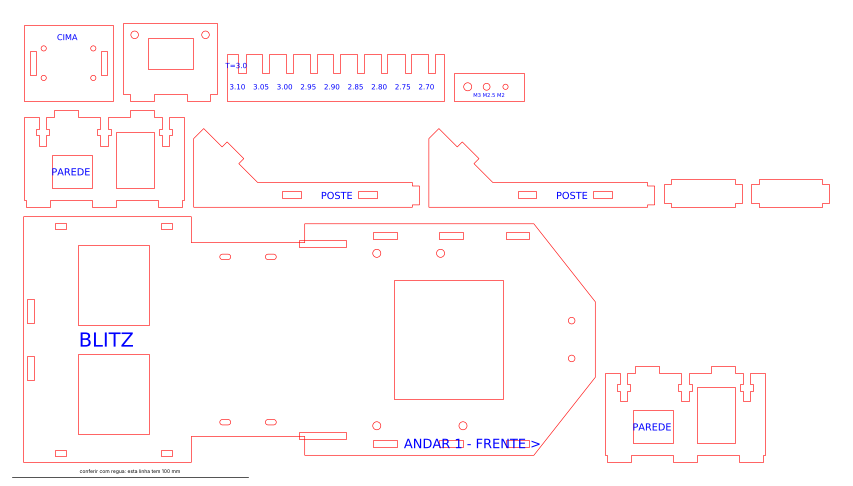 CIMA
T=3.0
3.10 3.05 3.00 2.95 2.90 2.85 2.80 2.75 2.70
M3 M2.5 M2
PAREDE
POSTE
POSTE
BLITZ
PAREDE
ANDAR 1 - FRENTE >
conferir com regua: esta linha tem 100 mm